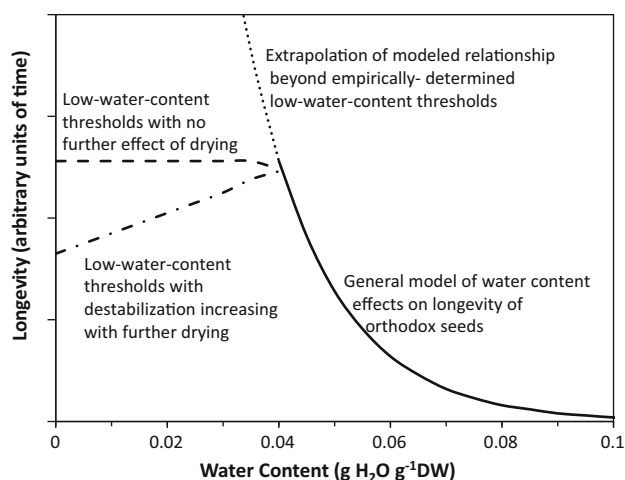 Extrapolation of modeled relationship
beyond empirically- determined
low-water-content thresholds
Low-water-content
thresholds with no
further effect of drying
Low-water-content
thresholds with
destabilization increasing
with further drying
General model of water content
effects on longevity of
orthodox seeds
Longevity (arbitrary units of time)
0
0.02
0.04
0.06
0.08
0.1
Water Content (g H₂O g⁻¹DW)